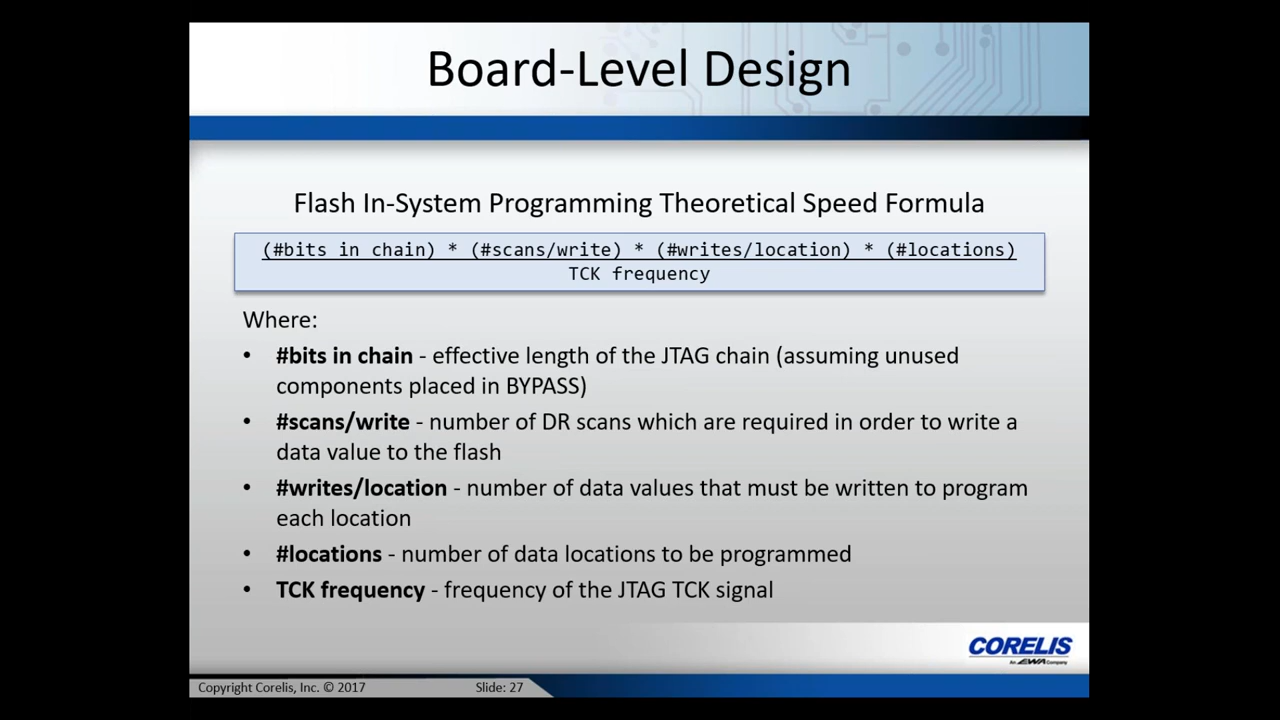 Board-Level Design
Flash In-System Programming Theoretical Speed Formula
(#bits in chain) * (#scans/write) * (#writes/location) * (#locations)
TCK frequency
Where:
• #bits in chain - effective length of the JTAG chain (assuming unused
components placed in BYPASS)
• #scans/write - number of DR scans which are required in order to write a
data value to the flash
• #writes/location - number of data values that must be written to program
each location
• #locations - number of data locations to be programmed
• TCK frequency - frequency of the JTAG TCK signal
CORELIS
An EWA Company
Copyright Corelis, Inc. © 2017
Slide: 27